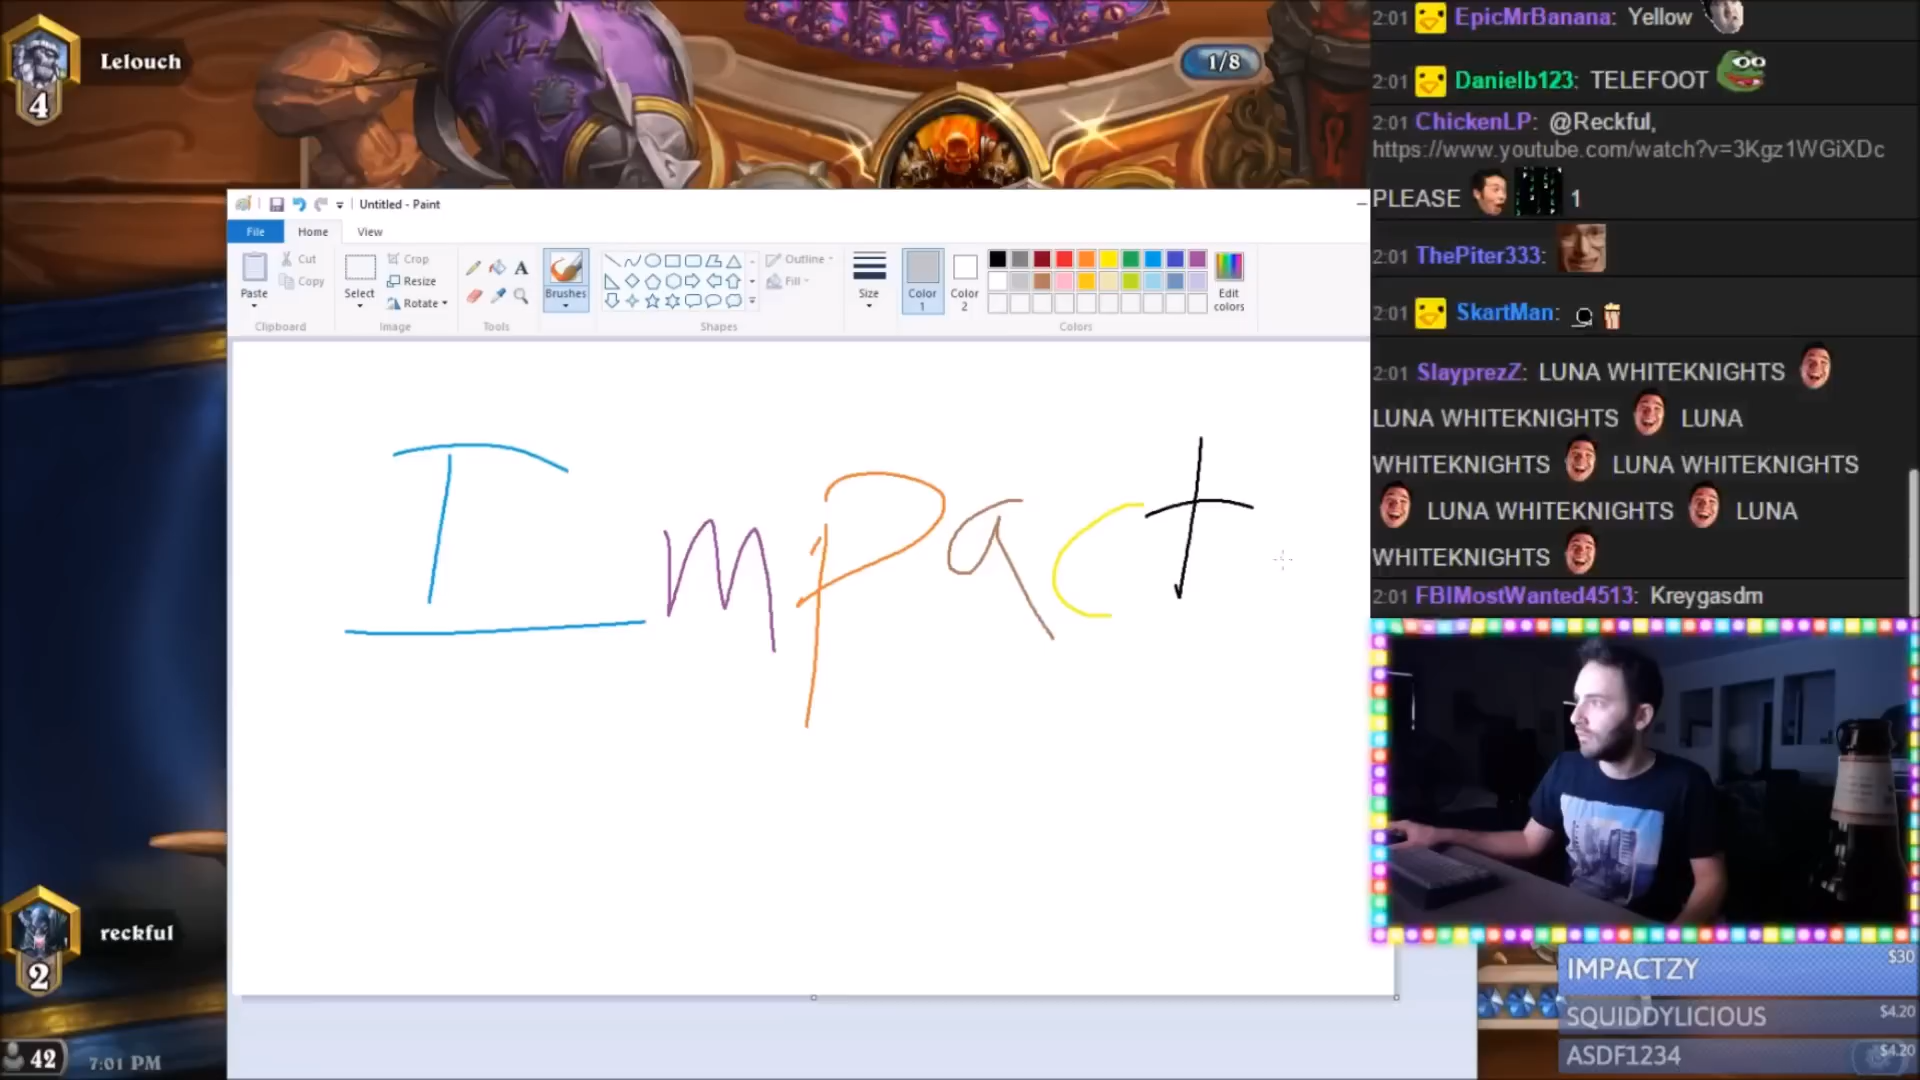 Lelouch
4
1/8
Untitled - Paint
File Home View
Paste
Cut
Copy
Clipboard
Select
Crop
Resize
Rotate
Image
A
Tools
Brushes
Shapes
Outline
Fill
Size
Color 1
Color 2
Edit colors
Colors
Impact
reckful
2
42 7:01 PM
2:01 EpicMrBanana: Yellow
2:01 Danielb123: TELEFOOT
2:01 ChickenLP: @Reckful,
https://www.youtube.com/watch?v=3Kgz1WGiXDc
PLEASE 1
2:01 ThePiter333:
2:01 SkartMan:
2:01 SlayprezZ: LUNA WHITEKNIGHTS
LUNA WHITEKNIGHTS LUNA
WHITEKNIGHTS LUNA WHITEKNIGHTS
LUNA WHITEKNIGHTS LUNA
WHITEKNIGHTS
2:01 FBIMostWanted4513: Kreygasdm
IMPACTZY $30
SQUIDDYLICIOUS $4.20
ASDF1234 $4.20